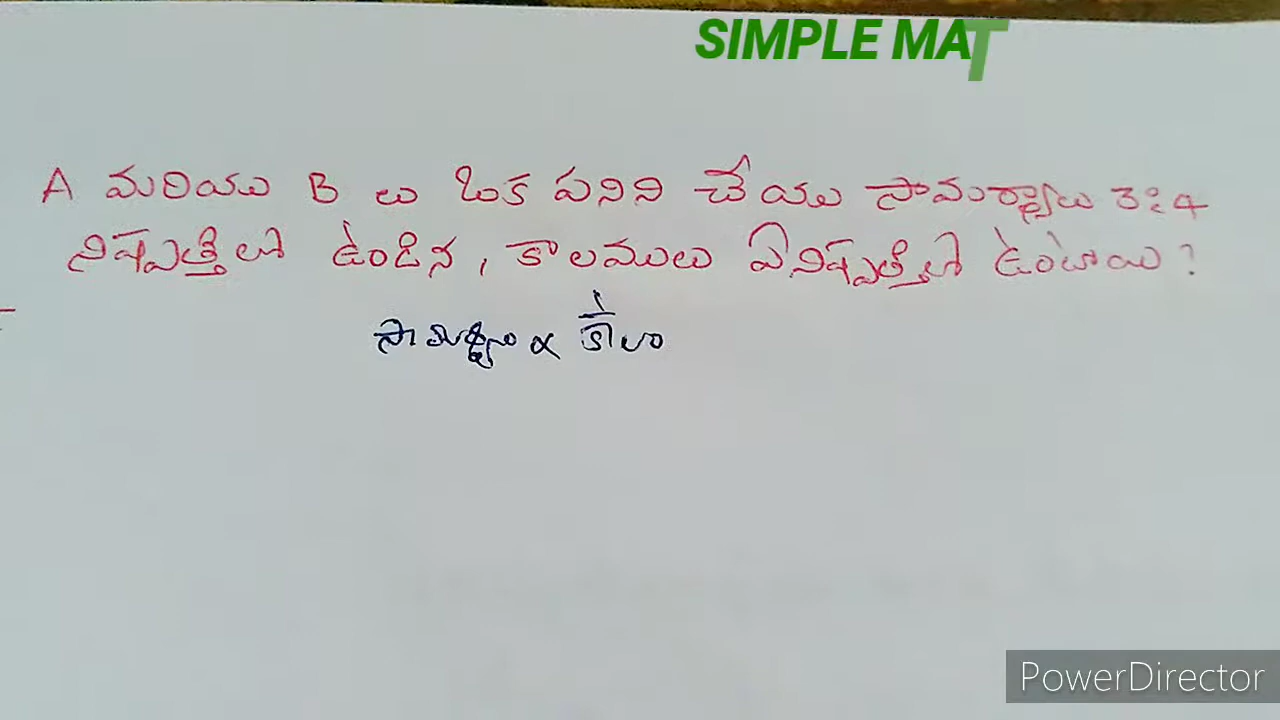 SIMPLE MAT
A మరియు B లు ఒక పనిని చేయు సామర్థ్యాలు 3:4
నిష్పత్తిలో ఉండిన, కాలములు ఏ నిష్పత్తిలో ఉంటాయి?
సామర్థ్యం ∝ 1/కాలం
PowerDirector